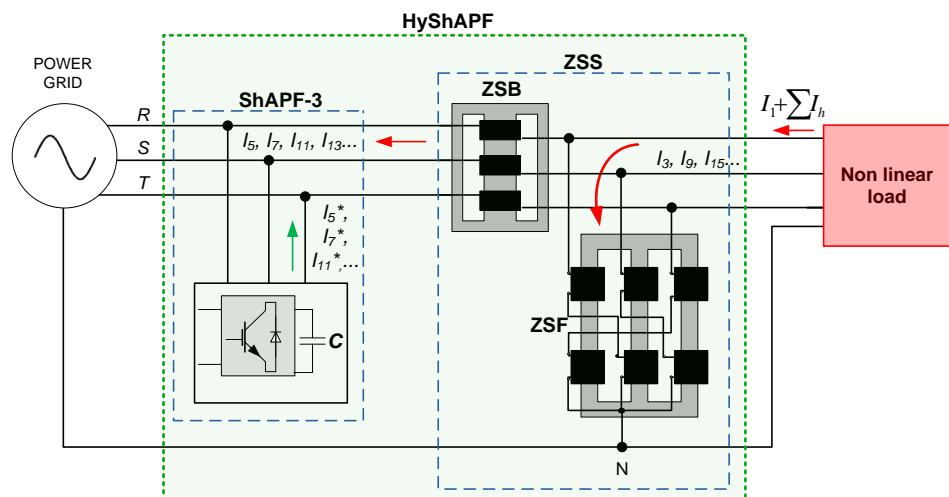 HyShAPF
POWER
GRID
ZSS
ShAPF-3
ZSB
R
S
T
I5, I7, I11, I13...
I1+∑Ih
I3, I9, I15...
Non linear
load
I5*,
I7*,
I11*,...
C
ZSF
N